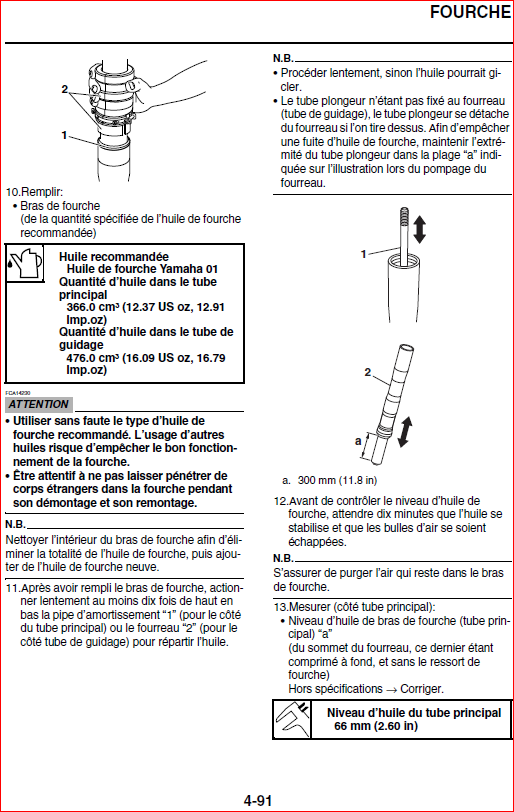 FOURCHE
2
1
10.Remplir:
• Bras de fourche
(de la quantité spécifiée de l'huile de fourche
recommandée)
Huile recommandée
Huile de fourche Yamaha 01
Quantité d'huile dans le tube
principal
366.0 cm³ (12.37 US oz, 12.91
Imp.oz)
Quantité d'huile dans le tube de
guidage
476.0 cm³ (16.09 US oz, 16.79
Imp.oz)
FCA14230
ATTENTION
• Utiliser sans faute le type d'huile de
fourche recommandé. L'usage d'autres
huiles risque d'empêcher le bon fonction-
nement de la fourche.
• Être attentif à ne pas laisser pénétrer de
corps étrangers dans la fourche pendant
son démontage et son remontage.
N.B.
Nettoyer l'intérieur du bras de fourche afin d'éli-
miner la totalité de l'huile de fourche, puis ajou-
ter de l'huile de fourche neuve.
11.Après avoir rempli le bras de fourche, action-
ner lentement au moins dix fois de haut en
bas la pipe d'amortissement "1" (pour le côté
du tube principal) ou le fourreau "2" (pour le
côté tube de guidage) pour répartir l'huile.
N.B.
• Procéder lentement, sinon l'huile pourrait gi-
cler.
• Le tube plongeur n'étant pas fixé au fourreau
(tube de guidage), le tube plongeur se détache
du fourreau si l'on tire dessus. Afin d'empêcher
une fuite d'huile de fourche, maintenir l'extré-
mité du tube plongeur dans la plage "a" indi-
quée sur l'illustration lors du pompage du
fourreau.
1
2
a
a. 300 mm (11.8 in)
12.Avant de contrôler le niveau d'huile de
fourche, attendre dix minutes que l'huile se
stabilise et que les bulles d'air se soient
échappées.
N.B.
S'assurer de purger l'air qui reste dans le bras
de fourche.
13.Mesurer (côté tube principal):
• Niveau d'huile de bras de fourche (tube prin-
cipal) "a"
(du sommet du fourreau, ce dernier étant
comprimé à fond, et sans le ressort de
fourche)
Hors spécifications → Corriger.
Niveau d'huile du tube principal
66 mm (2.60 in)
4-91